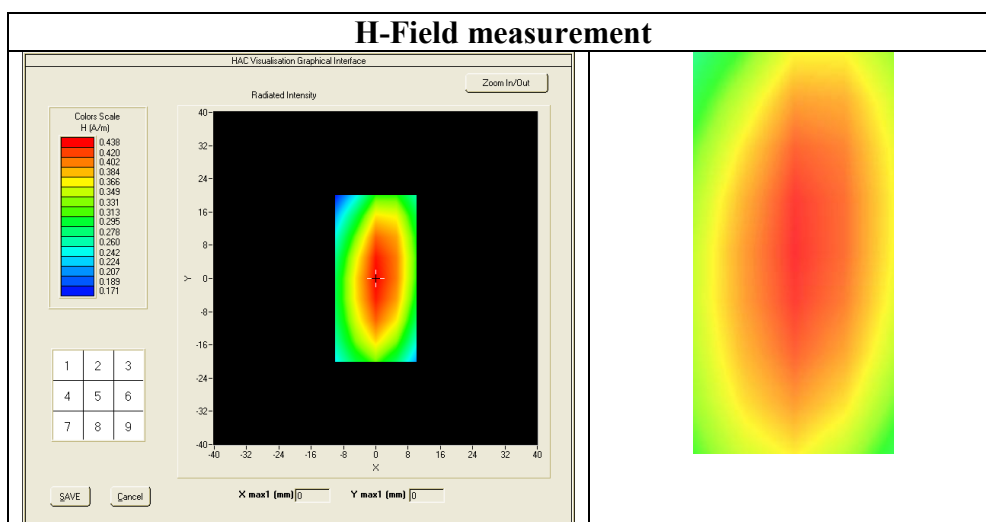 H-Field measurement
HAC Visualisation Graphical Interface
Zoom In/Out
Radiated Intensity
Colors Scale
H (A/m)
0.438
0.420
0.402
0.384
0.366
0.349
0.331
0.313
0.295
0.278
0.260
0.242
0.224
0.207
0.189
0.171
40
32
24
16
8
0
-8
-16
-24
-32
-40
Y
-40 -32 -24 -16 -8 0 8 16 24 32 40
X
1 2 3
4 5 6
7 8 9
SAVE Cancel
X max1 (mm) 0 Y max1 (mm) 0